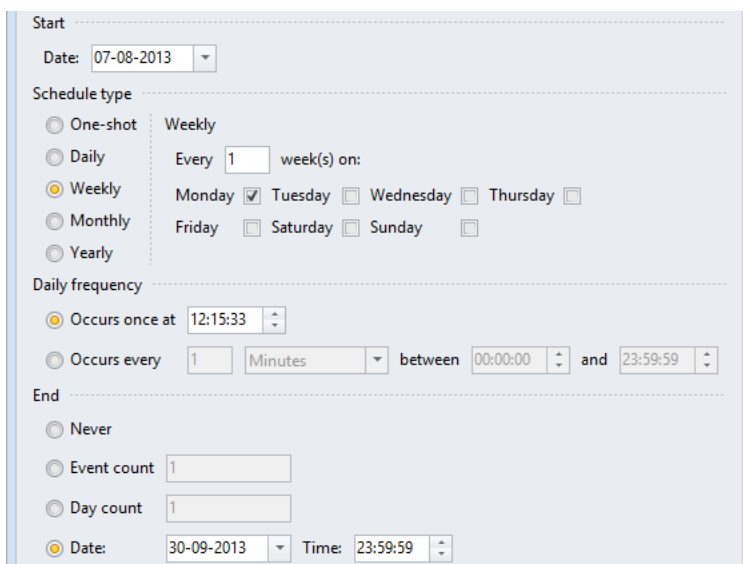 Start
Date: 07-08-2013
Schedule type
One-shot Weekly
Daily Every 1 week(s) on:
Weekly Monday Tuesday Wednesday Thursday
Monthly Friday Saturday Sunday
Yearly
Daily frequency
Occurs once at 12:15:33
Occurs every 1 Minutes between 00:00:00 and 23:59:59
End
Never
Event count 1
Day count 1
Date: 30-09-2013 Time: 23:59:59